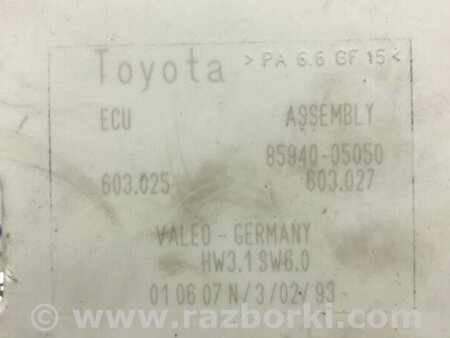 Toyota >PA 6.6 GF 15<
ECU ASSEMBLY
85940-05050
603.025 603.027
VALEO - GERMANY
HW3.1 SW6.0
01 06 07 N/3/02/93
© www.razborki.com